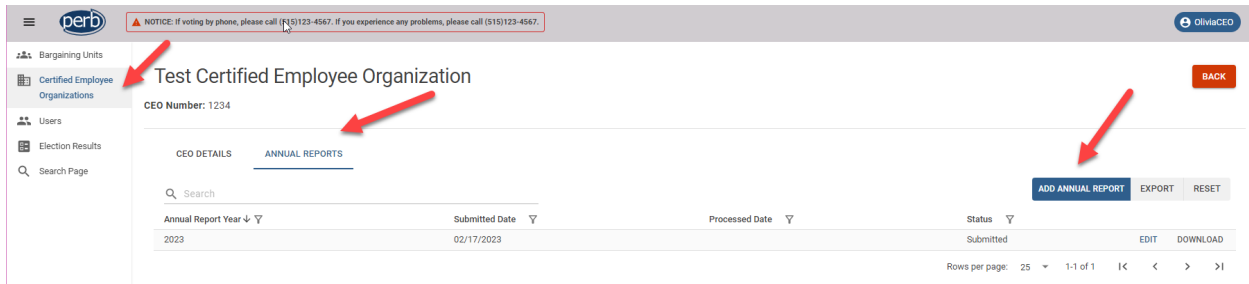 perb
NOTICE: If voting by phone, please call (515)123-4567. If you experience any problems, please call (515)123-4567.
OliviaCEO
Bargaining Units
Certified Employee
Organizations
Users
Election Results
Search Page
Test Certified Employee Organization
BACK
CEO Number: 1234
CEO DETAILS ANNUAL REPORTS
Search
ADD ANNUAL REPORT EXPORT RESET
Annual Report Year Submitted Date Processed Date Status
2023 02/17/2023 Submitted EDIT DOWNLOAD
Rows per page: 25 1-1 of 1